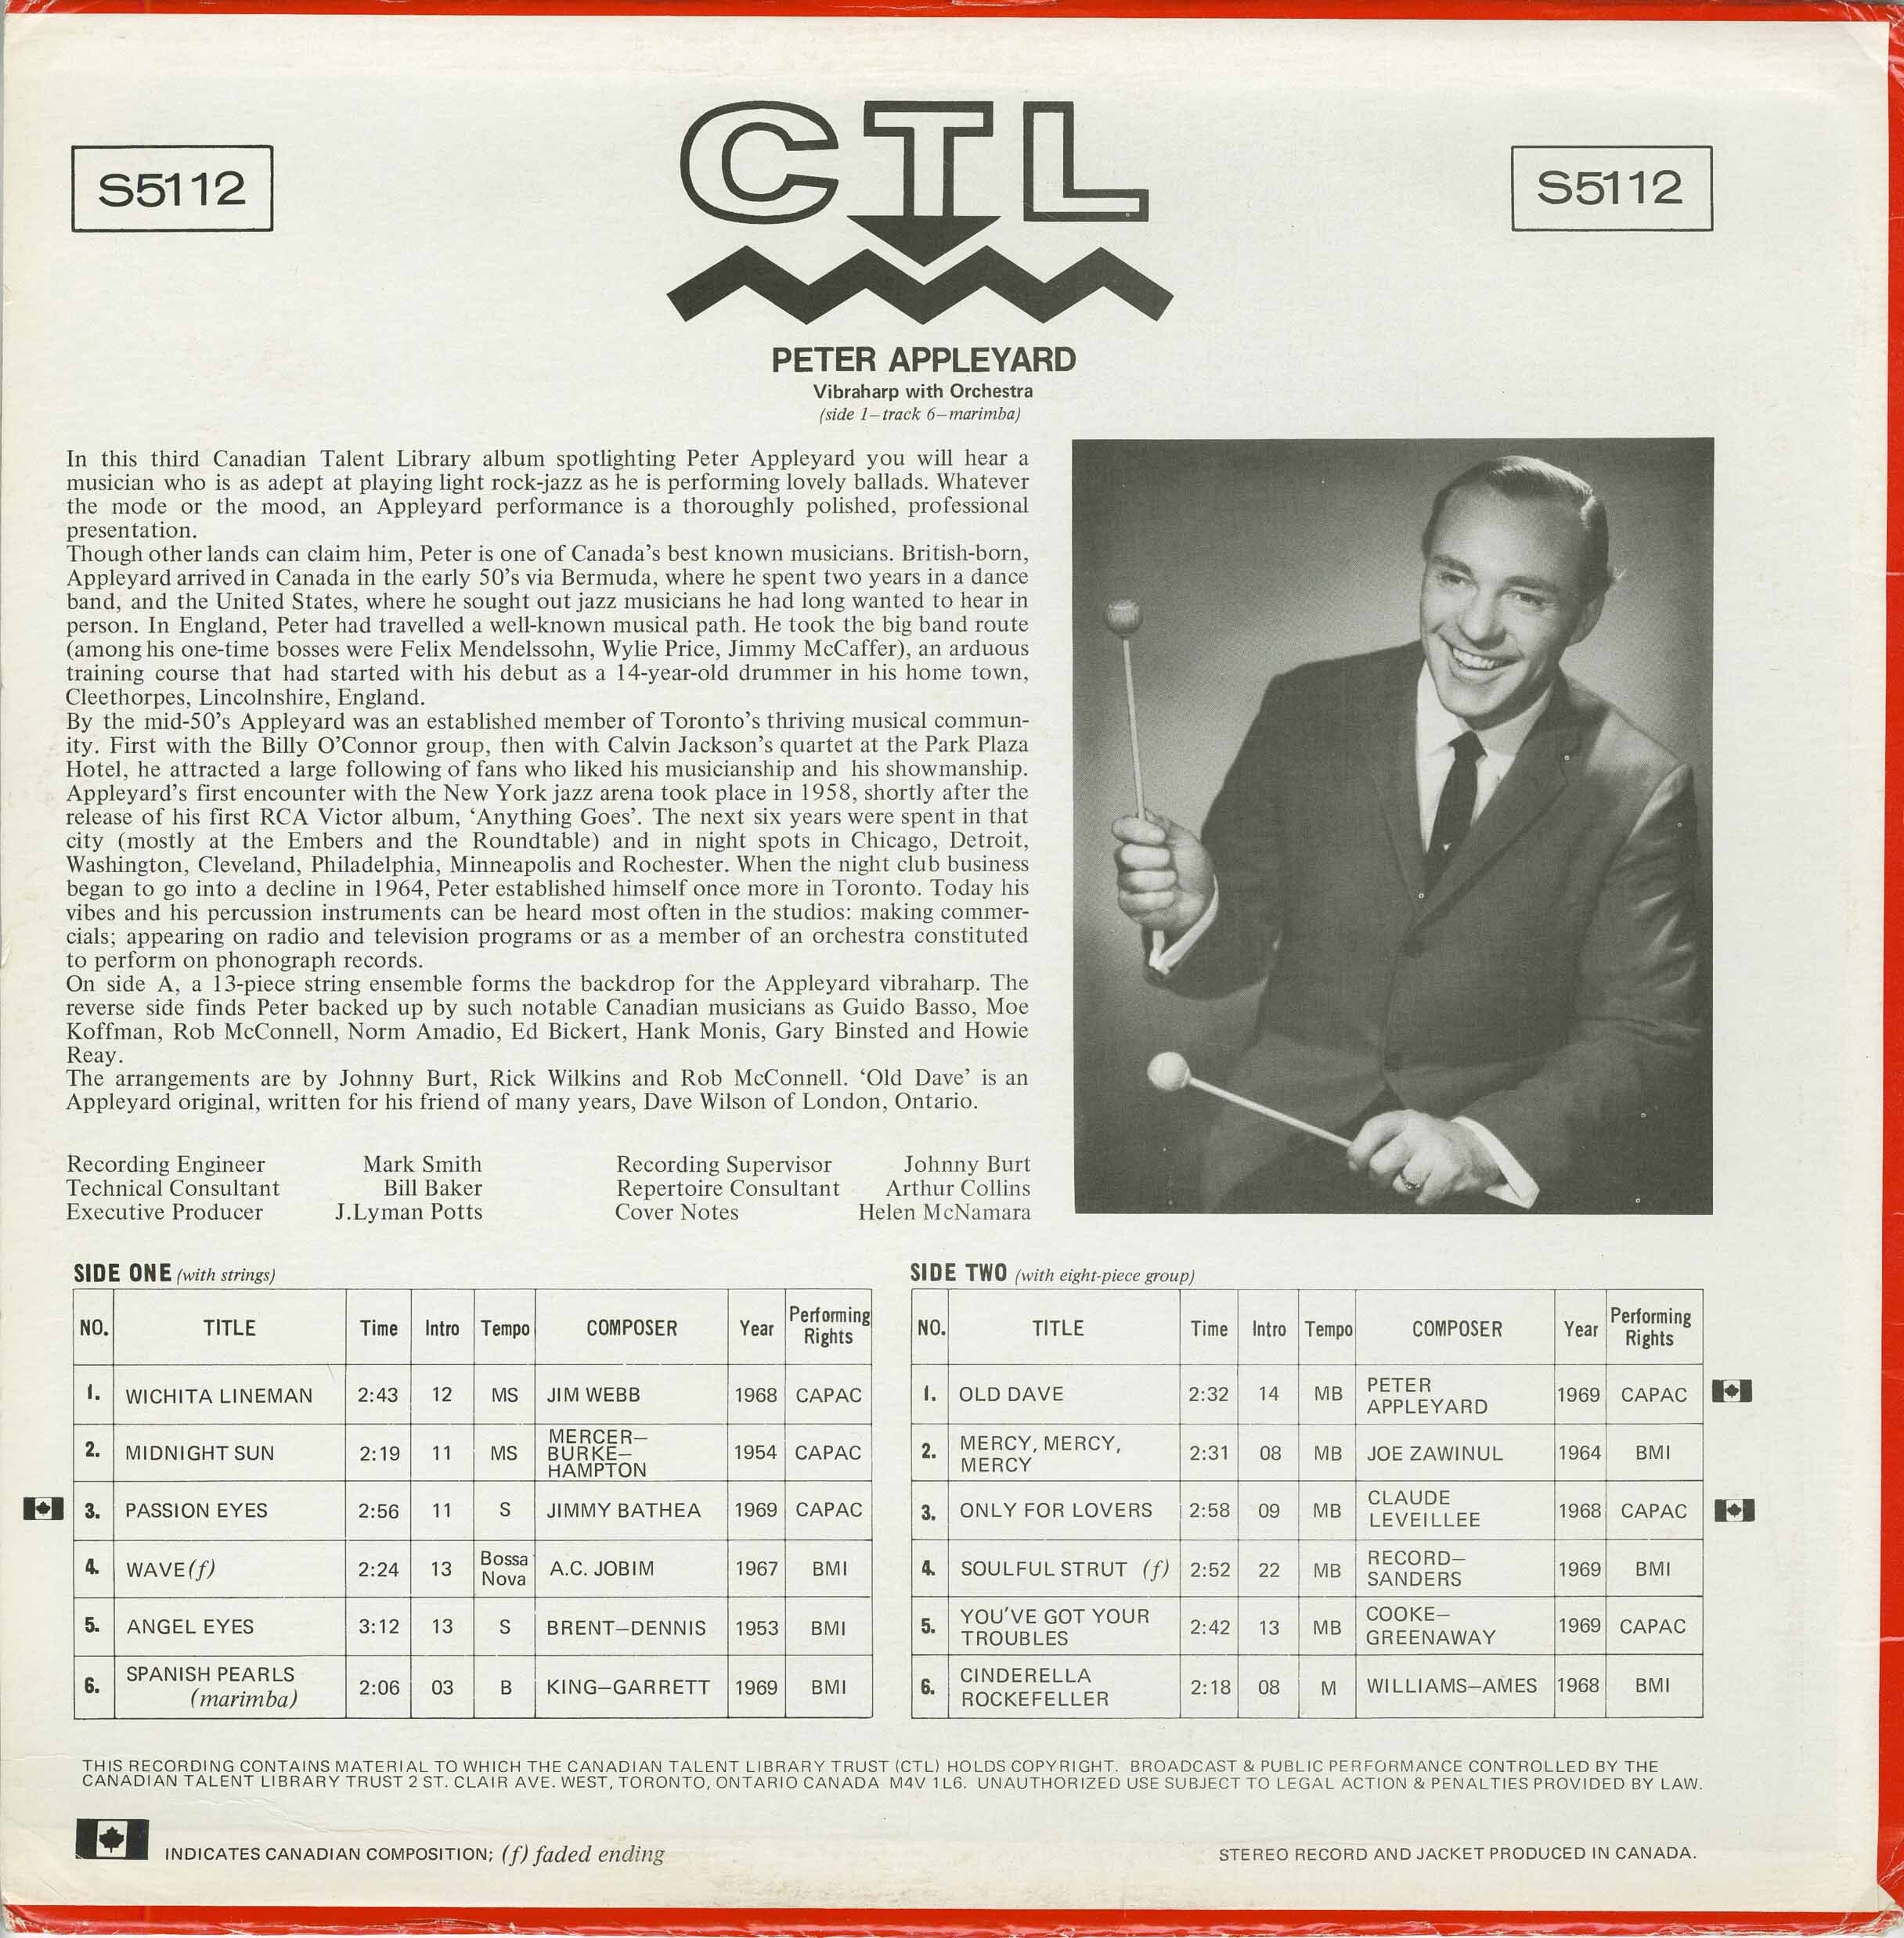 CTL
S5112
S5112
PETER APPLEYARD
Vibraharp with Orchestra
(side 1–track 6–marimba)
In this third Canadian Talent Library album spotlighting Peter Appleyard you will hear a
musician who is as adept at playing light rock-jazz as he is performing lovely ballads. Whatever
the mode or the mood, an Appleyard performance is a thoroughly polished, professional
presentation.
Though other lands can claim him, Peter is one of Canada's best known musicians. British-born,
Appleyard arrived in Canada in the early 50's via Bermuda, where he spent two years in a dance
band, and the United States, where he sought out jazz musicians he had long wanted to hear in
person. In England, Peter had travelled a well-known musical path. He took the big band route
(among his one-time bosses were Felix Mendelssohn, Wylie Price, Jimmy McCaffer), an arduous
training course that had started with his debut as a 14-year-old drummer in his home town,
Cleethorpes, Lincolnshire, England.
By the mid-50's Appleyard was an established member of Toronto's thriving musical commun-
ity. First with the Billy O'Connor group, then with Calvin Jackson's quartet at the Park Plaza
Hotel, he attracted a large following of fans who liked his musicianship and his showmanship.
Appleyard's first encounter with the New York jazz arena took place in 1958, shortly after the
release of his first RCA Victor album, 'Anything Goes'. The next six years were spent in that
city (mostly at the Embers and the Roundtable) and in night spots in Chicago, Detroit,
Washington, Cleveland, Philadelphia, Minneapolis and Rochester. When the night club business
began to go into a decline in 1964, Peter established himself once more in Toronto. Today his
vibes and his percussion instruments can be heard most often in the studios: making commer-
cials; appearing on radio and television programs or as a member of an orchestra constituted
to perform on phonograph records.
On side A, a 13-piece string ensemble forms the backdrop for the Appleyard vibraharp. The
reverse side finds Peter backed up by such notable Canadian musicians as Guido Basso, Moe
Koffman, Rob McConnell, Norm Amadio, Ed Bickert, Hank Monis, Gary Binsted and Howie
Reay.
The arrangements are by Johnny Burt, Rick Wilkins and Rob McConnell. 'Old Dave' is an
Appleyard original, written for his friend of many years, Dave Wilson of London, Ontario.
Recording Engineer Mark Smith Recording Supervisor Johnny Burt
Technical Consultant Bill Baker Repertoire Consultant Arthur Collins
Executive Producer J.Lyman Potts Cover Notes Helen McNamara
SIDE ONE (with strings)
NO. TITLE Time Intro Tempo COMPOSER Year Performing Rights
1. WICHITA LINEMAN 2:43 12 MS JIM WEBB 1968 CAPAC
2. MIDNIGHT SUN 2:19 11 MS MERCER–BURKE–HAMPTON 1954 CAPAC
3. PASSION EYES 2:56 11 S JIMMY BATHEA 1969 CAPAC
4. WAVE (f) 2:24 13 Bossa Nova A.C. JOBIM 1967 BMI
5. ANGEL EYES 3:12 13 S BRENT–DENNIS 1953 BMI
6. SPANISH PEARLS (marimba) 2:06 03 B KING–GARRETT 1969 BMI
SIDE TWO (with eight-piece group)
NO. TITLE Time Intro Tempo COMPOSER Year Performing Rights
1. OLD DAVE 2:32 14 MB PETER APPLEYARD 1969 CAPAC
2. MERCY, MERCY, MERCY 2:31 08 MB JOE ZAWINUL 1964 BMI
3. ONLY FOR LOVERS 2:58 09 MB CLAUDE LEVEILLEE 1968 CAPAC
4. SOULFUL STRUT (f) 2:52 22 MB RECORD–SANDERS 1969 BMI
5. YOU'VE GOT YOUR TROUBLES 2:42 13 MB COOKE–GREENAWAY 1969 CAPAC
6. CINDERELLA ROCKEFELLER 2:18 08 M WILLIAMS–AMES 1968 BMI
THIS RECORDING CONTAINS MATERIAL TO WHICH THE CANADIAN TALENT LIBRARY TRUST (CTL) HOLDS COPYRIGHT. BROADCAST & PUBLIC PERFORMANCE CONTROLLED BY THE
CANADIAN TALENT LIBRARY TRUST 2 ST. CLAIR AVE. WEST, TORONTO, ONTARIO CANADA M4V 1L6. UNAUTHORIZED USE SUBJECT TO LEGAL ACTION & PENALTIES PROVIDED BY LAW.
INDICATES CANADIAN COMPOSITION; (f) faded ending
STEREO RECORD AND JACKET PRODUCED IN CANADA.